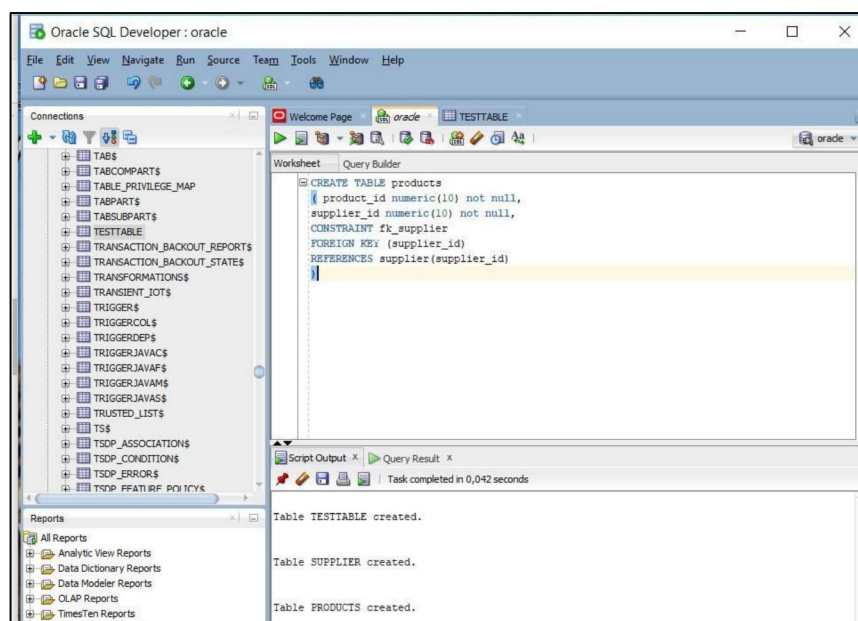 Oracle SQL Developer : oracle
File Edit View Navigate Run Source Team Tools Window Help
Connections
TAB$
TABCOMPART$
TABLE_PRIVILEGE_MAP
TABPART$
TABSUBPART$
TESTTABLE
TRANSACTION_BACKOUT_REPORT$
TRANSACTION_BACKOUT_STATE$
TRANSFORMATIONS$
TRANSIENT_IOT$
TRIGGER$
TRIGGERCOL$
TRIGGERDEP$
TRIGGERJAVAC$
TRIGGERJAVAF$
TRIGGERJAVAM$
TRIGGERJAVAS$
TRUSTED_LIST$
TS$
TSDP_ASSOCIATION$
TSDP_CONDITION$
TSDP_ERROR$
TSDP_FEATURE_POLICY$
Reports
All Reports
Analytic View Reports
Data Dictionary Reports
Data Modeler Reports
OLAP Reports
TimesTen Reports
Welcome Page oracle TESTTABLE
oracle
Worksheet Query Builder
CREATE TABLE products
( product_id numeric(10) not null,
supplier_id numeric(10) not null,
CONSTRAINT fk_supplier
FOREIGN KEY (supplier_id)
REFERENCES supplier(supplier_id)
)
Script Output x Query Result x
Task completed in 0,042 seconds
Table TESTTABLE created.
Table SUPPLIER created.
Table PRODUCTS created.